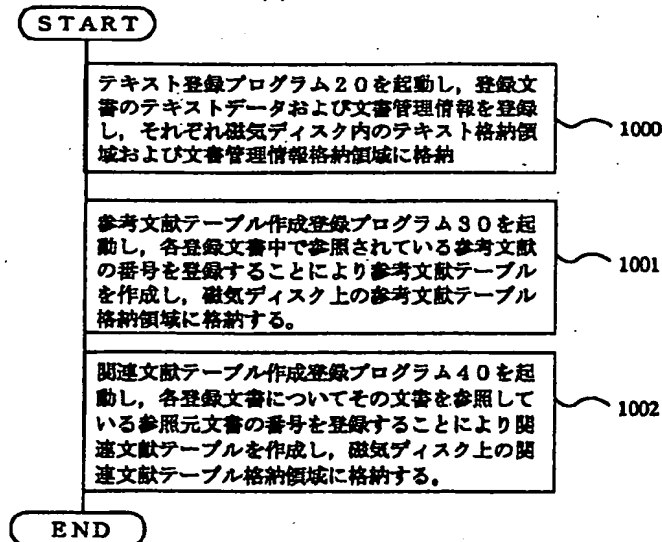 START
テキスト登録プログラム20を起動し,登録文
書のテキストデータおよび文書管理情報を登録
し,それぞれ磁気ディスク内のテキスト格納領
域および文書管理情報格納領域に格納
1000
参考文献テーブル作成登録プログラム30を起
動し,各登録文書中で参照されている参考文献
の番号を登録することにより参考文献テーブル
を作成し,磁気ディスク上の参考文献テーブル
格納領域に格納する。
1001
関連文献テーブル作成登録プログラム40を起
動し,各登録文書についてその文書を参照して
いる参照元文書の番号を登録することにより関
連文献テーブルを作成し,磁気ディスク上の関
連文献テーブル格納領域に格納する。
1002
END